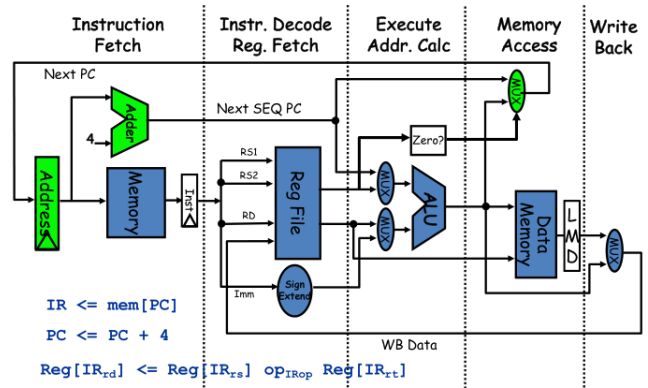 Instruction Fetch
Instr. Decode Reg. Fetch
Execute Addr. Calc
Memory Access
Write Back
Next PC
Next SEQ PC
Adder
4
Address
Memory
Inst
RS1
RS2
RD
Imm
Reg File
Sign Extend
Zero?
MUX
MUX
MUX
ALU
Data Memory
LMD
MUX
WB Data
IR <= mem[PC]
PC <= PC + 4
Reg[IRrd] <= Reg[IRrs] opIRop Reg[IRrt]